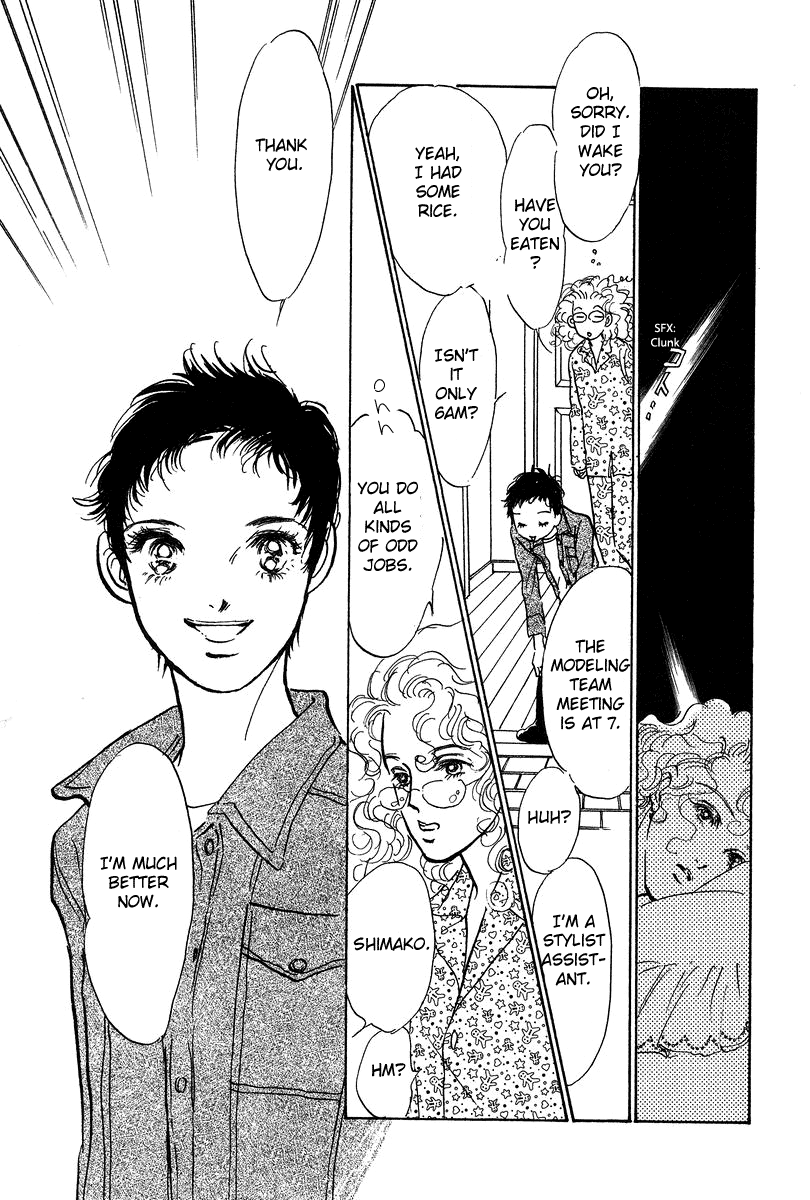 SFX:
Clunk
コ
テ
OH,
SORRY.
DID I
WAKE
YOU?
HAVE
YOU
EATEN
?
YEAH,
I HAD
SOME
RICE.
ISN'T
IT
ONLY
6AM?
THE
MODELING
TEAM
MEETING
IS AT 7.
HUH?
I'M A
STYLIST
ASSIST-
ANT.
YOU DO
ALL
KINDS
OF ODD
JOBS.
SHIMAKO.
HM?
THANK
YOU.
I'M MUCH
BETTER
NOW.